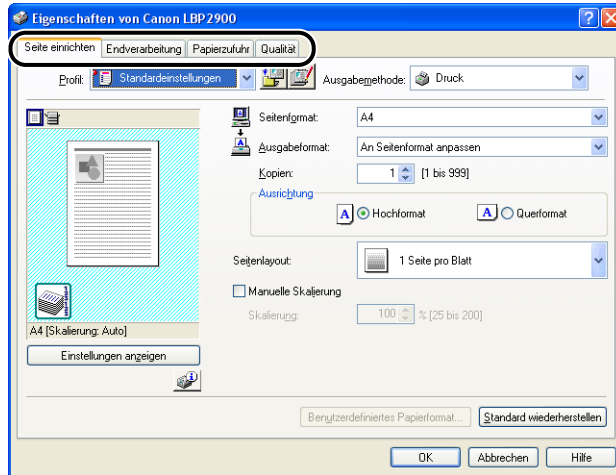 Eigenschaften von Canon LBP2900
Seite einrichten Endverarbeitung Papierzufuhr Qualität
Profil: Standardeinstellungen Ausgabemethode: Druck
Seitenformat: A4
Ausgabeformat: An Seitenformat anpassen
Kopien: 1 [1 bis 999]
Ausrichtung
A Hochformat A Querformat
Seitenlayout: 1 Seite pro Blatt
Manuelle Skalierung
Skalierung: 100 % [25 bis 200]
A4 [Skalierung: Auto]
Einstellungen anzeigen
Benutzerdefiniertes Papierformat... Standard wiederherstellen
OK Abbrechen Hilfe